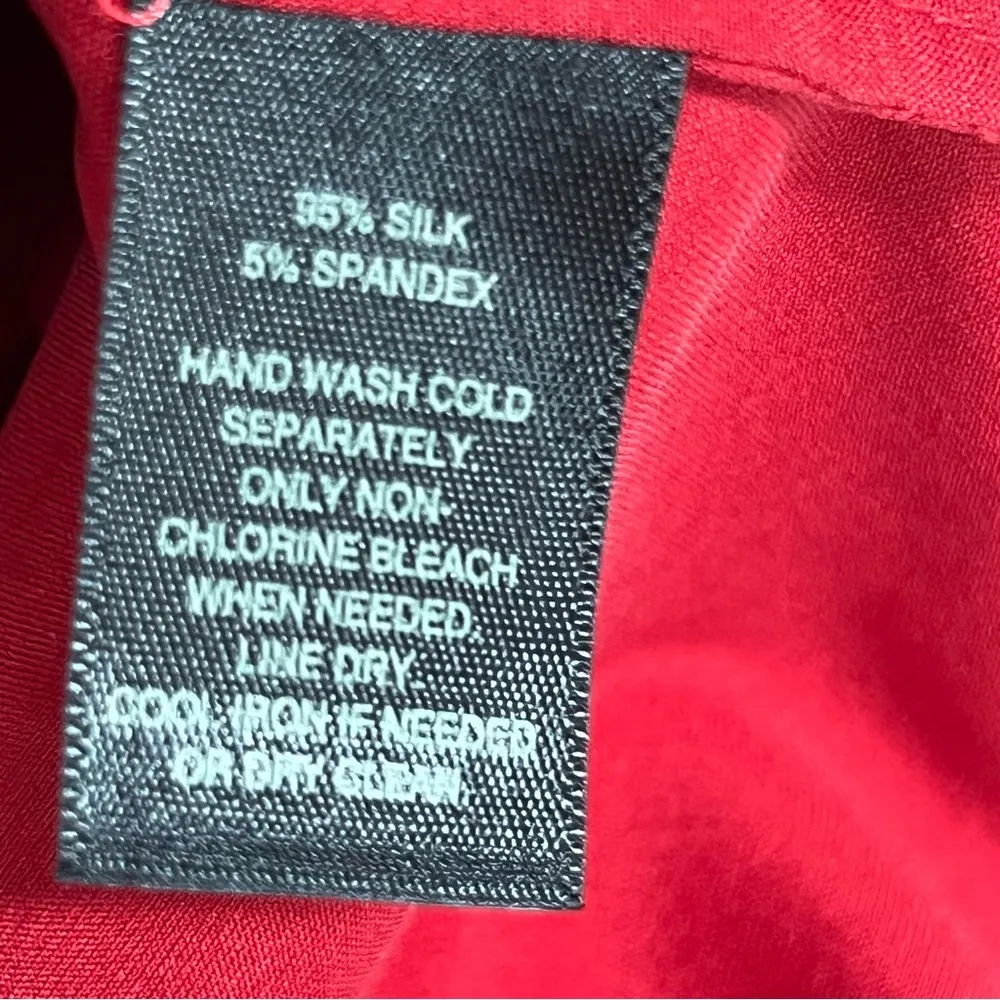 95% SILK
5% SPANDEX
HAND WASH COLD
SEPARATELY.
ONLY NON-
CHLORINE BLEACH
WHEN NEEDED.
LINE DRY.
COOL IRON IF NEEDED
OR DRY CLEAN.